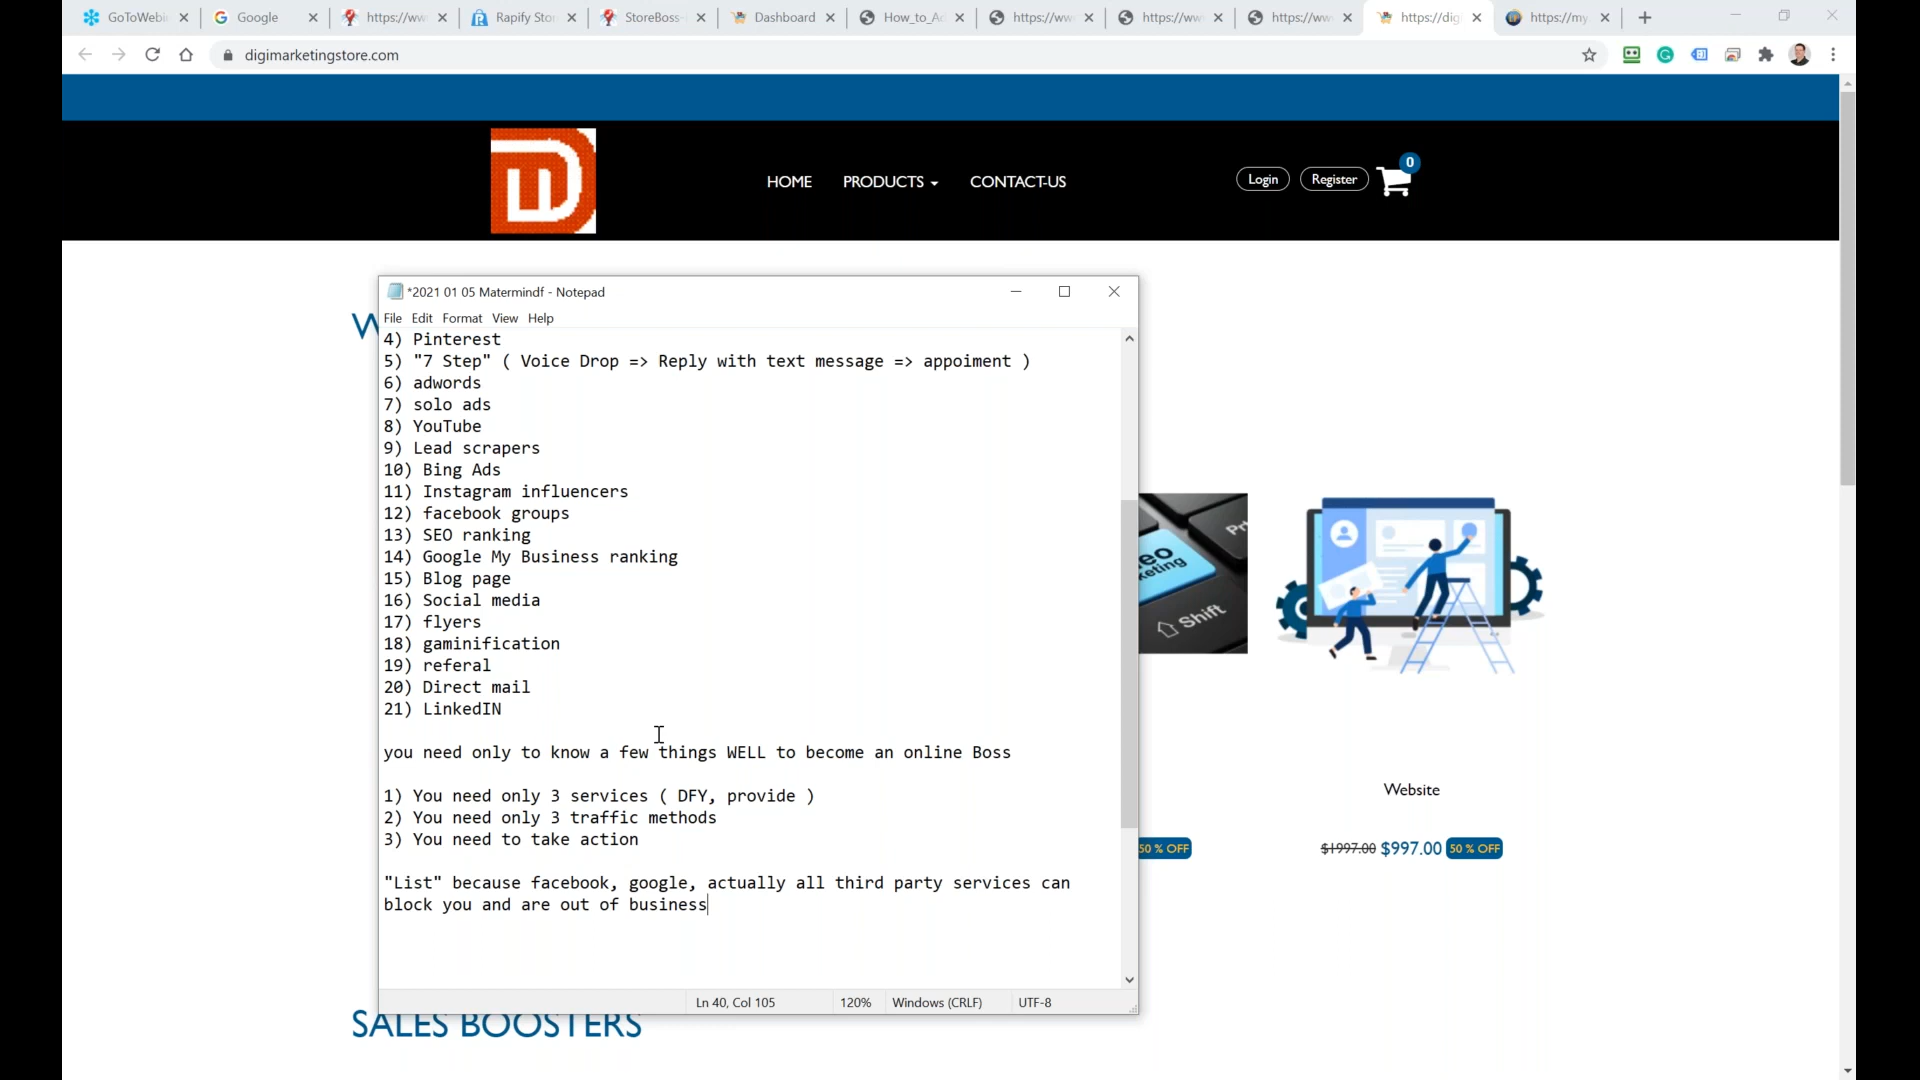 GoToWebi
Google
https://ww
Rapify Sto
StoreBoss
Dashboard
How_to_A
https://ww
https://ww
https://ww
https://dig
https://my
digimarketingstore.com
HOME
PRODUCTS
CONTACT-US
Login
Register
0
W
*2021 01 05 Matermindf - Notepad
File Edit Format View Help
4) Pinterest
5) "7 Step" ( Voice Drop => Reply with text message => appoiment )
6) adwords
7) solo ads
8) YouTube
9) Lead scrapers
10) Bing Ads
11) Instagram influencers
12) facebook groups
13) SEO ranking
14) Google My Business ranking
15) Blog page
16) Social media
17) flyers
18) gaminification
19) referal
20) Direct mail
21) LinkedIN
you need only to know a few things WELL to become an online Boss
1) You need only 3 services ( DFY, provide )
2) You need only 3 traffic methods
3) You need to take action
"List" because facebook, google, actually all third party services can
block you and are out of business
Ln 40, Col 105
120%
Windows (CRLF)
UTF-8
Shift
Website
50 % OFF
$1997.00 $997.00 50 % OFF
SALES BOOSTERS